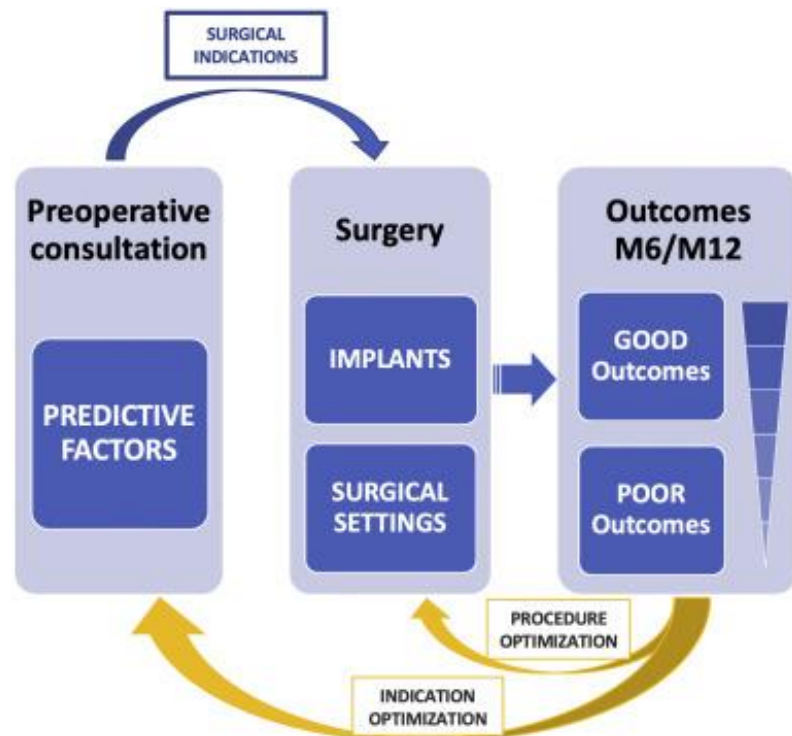 SURGICAL
INDICATIONS
Preoperative
consultation
PREDICTIVE
FACTORS
Surgery
IMPLANTS
SURGICAL
SETTINGS
Outcomes
M6/M12
GOOD
Outcomes
POOR
Outcomes
PROCEDURE
OPTIMIZATION
INDICATION
OPTIMIZATION